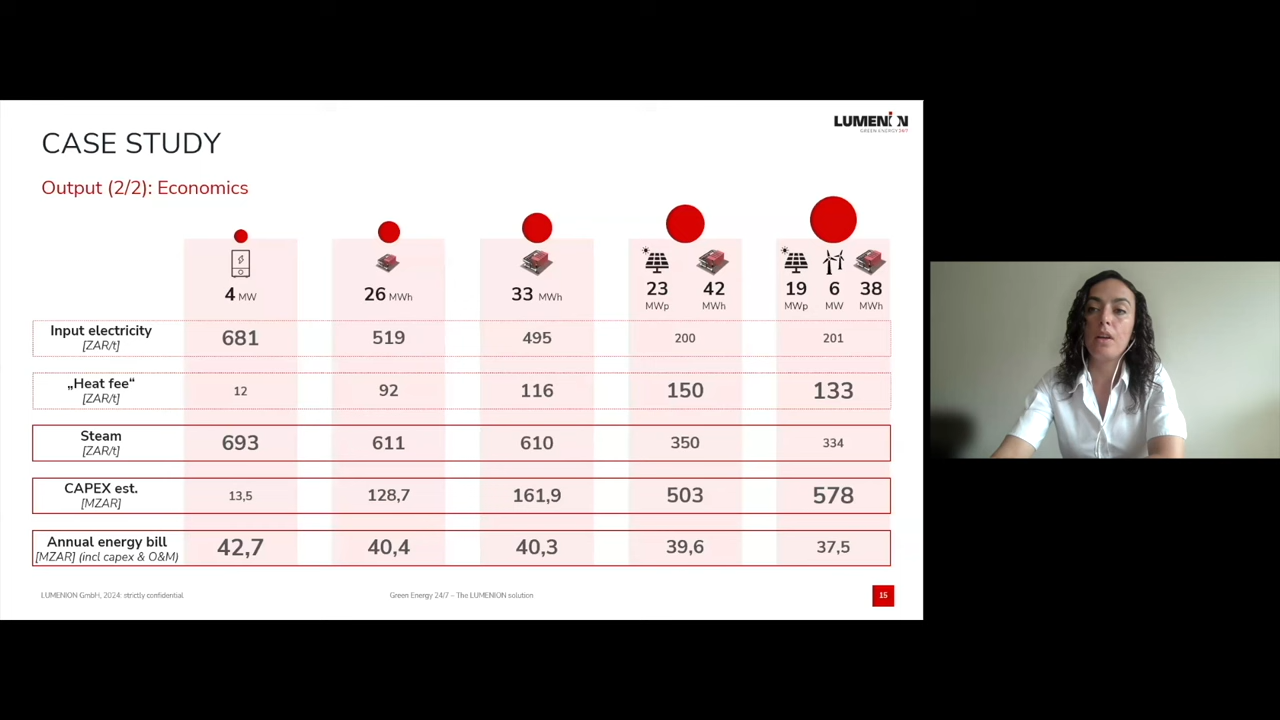 LUMENION
GREEN ENERGY 24/7
CASE STUDY
Output (2/2): Economics
4 MW
26 MWh
33 MWh
23 MWp
42 MWh
19 MWp
6 MW
38 MWh
Input electricity
[ZAR/t]
681 519 495 200 201
„Heat fee“
[ZAR/t]
12 92 116 150 133
Steam
[ZAR/t]
693 611 610 350 334
CAPEX est.
[MZAR]
13,5 128,7 161,9 503 578
Annual energy bill
[MZAR] (incl capex & O&M)
42,7 40,4 40,3 39,6 37,5
LUMENION GmbH, 2024: strictly confidential
Green Energy 24/7 – The LUMENION solution
15